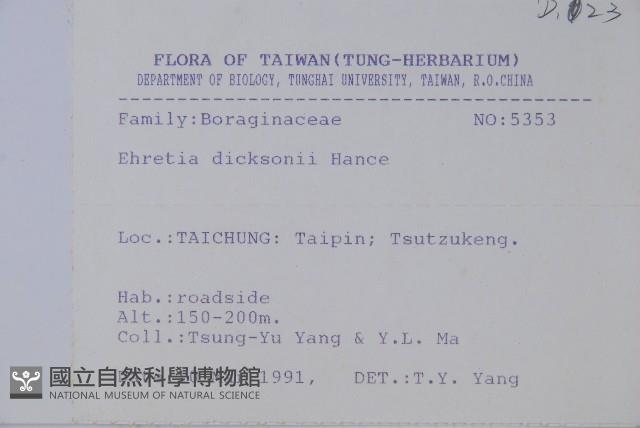 D. 123
FLORA OF TAIWAN(TUNG-HERBARIUM)
DEPARTMENT OF BIOLOGY, TUNGHAI UNIVERSITY, TAIWAN, R.O.CHINA
Family:Boraginaceae NO:5353
Ehretia dicksonii Hance
Loc.:TAICHUNG: Taipin; Tsutzukeng.
Hab.:roadside
Alt.:150-200m.
Coll.:Tsung-Yu Yang & Y.L. Ma
1991, DET.:T.Y. Yang
國立自然科學博物館
NATIONAL MUSEUM OF NATURAL SCIENCE